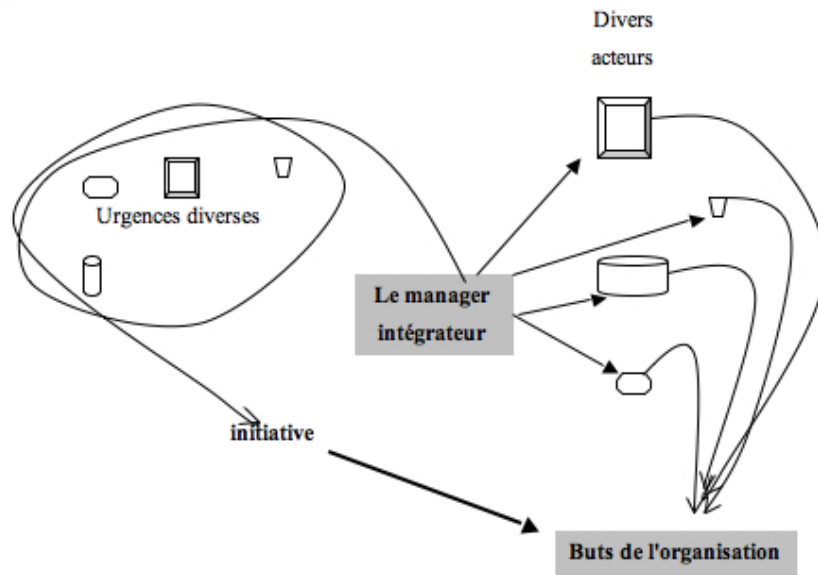 Divers
acteurs
Urgences diverses
Le manager
intégrateur
initiative
Buts de l'organisation